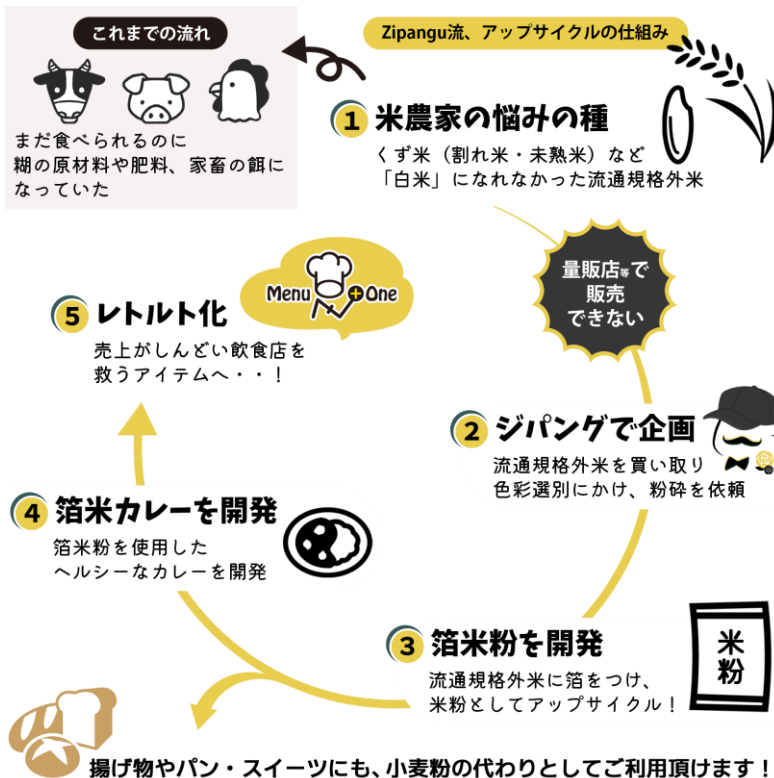 これまでの流れ
まだ食べられるのに
糊の原材料や肥料、家畜の餌に
なっていた
Zipangu流、アップサイクルの仕組み
1 米農家の悩みの種
くず米（割れ米・未熟米）など
「白米」になれなかった流通規格外米
量販店等で
販売
できない
2 ジパングで企画
流通規格外米を買い取り
色彩選別にかけ、粉砕を依頼
3 箔米粉を開発
流通規格外米に箔をつけ、
米粉としてアップサイクル！
米
粉
4 箔米カレーを開発
箔米粉を使用した
ヘルシーなカレーを開発
5 レトルト化
売上がしんどい飲食店を
救うアイテムへ・・！
Menu + One
揚げ物やパン・スイーツにも、小麦粉の代わりとしてご利用頂けます！